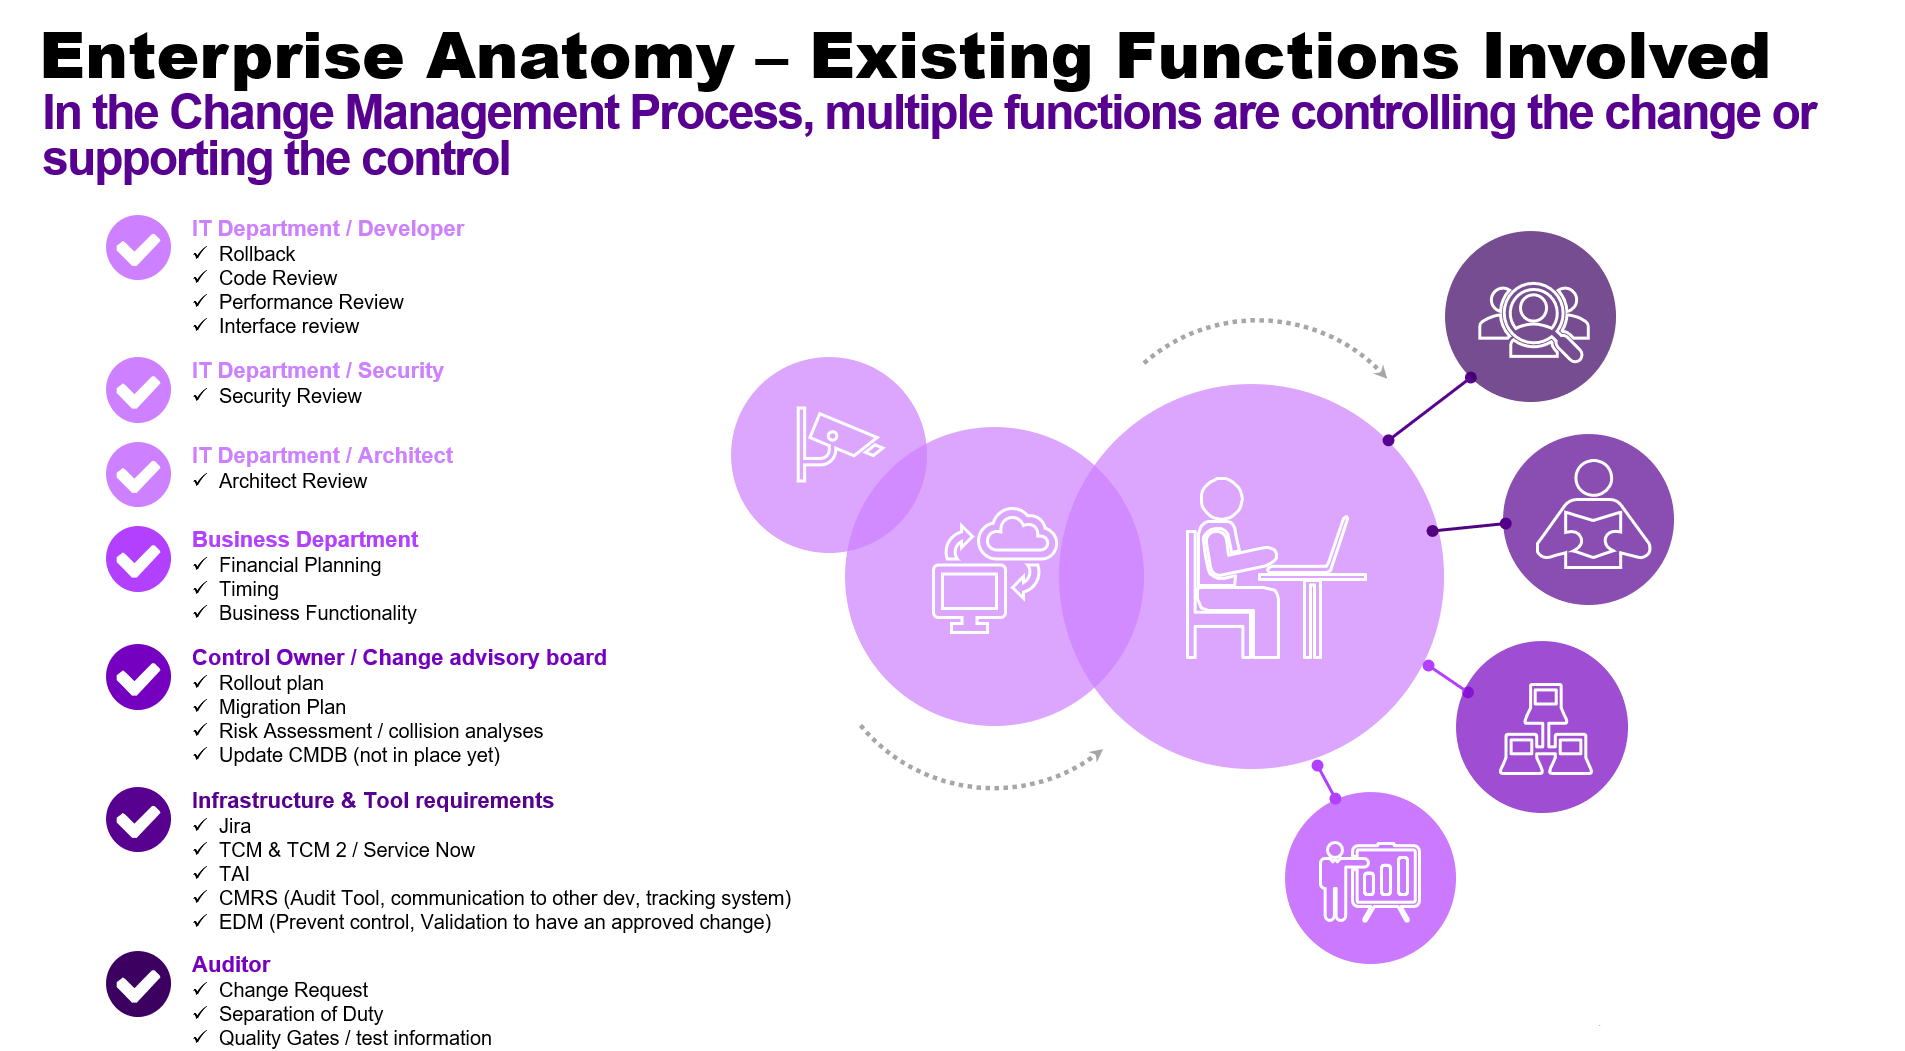 Enterprise Anatomy – Existing Functions Involved
In the Change Management Process, multiple functions are controlling the change or
supporting the control
IT Department / Developer
✓ Rollback
✓ Code Review
✓ Performance Review
✓ Interface review
IT Department / Security
✓ Security Review
IT Department / Architect
✓ Architect Review
Business Department
✓ Financial Planning
✓ Timing
✓ Business Functionality
Control Owner / Change advisory board
✓ Rollout plan
✓ Migration Plan
✓ Risk Assessment / collision analyses
✓ Update CMDB (not in place yet)
Infrastructure & Tool requirements
✓ Jira
✓ TCM & TCM 2 / Service Now
✓ TAI
✓ CMRS (Audit Tool, communication to other dev, tracking system)
✓ EDM (Prevent control, Validation to have an approved change)
Auditor
✓ Change Request
✓ Separation of Duty
✓ Quality Gates / test information